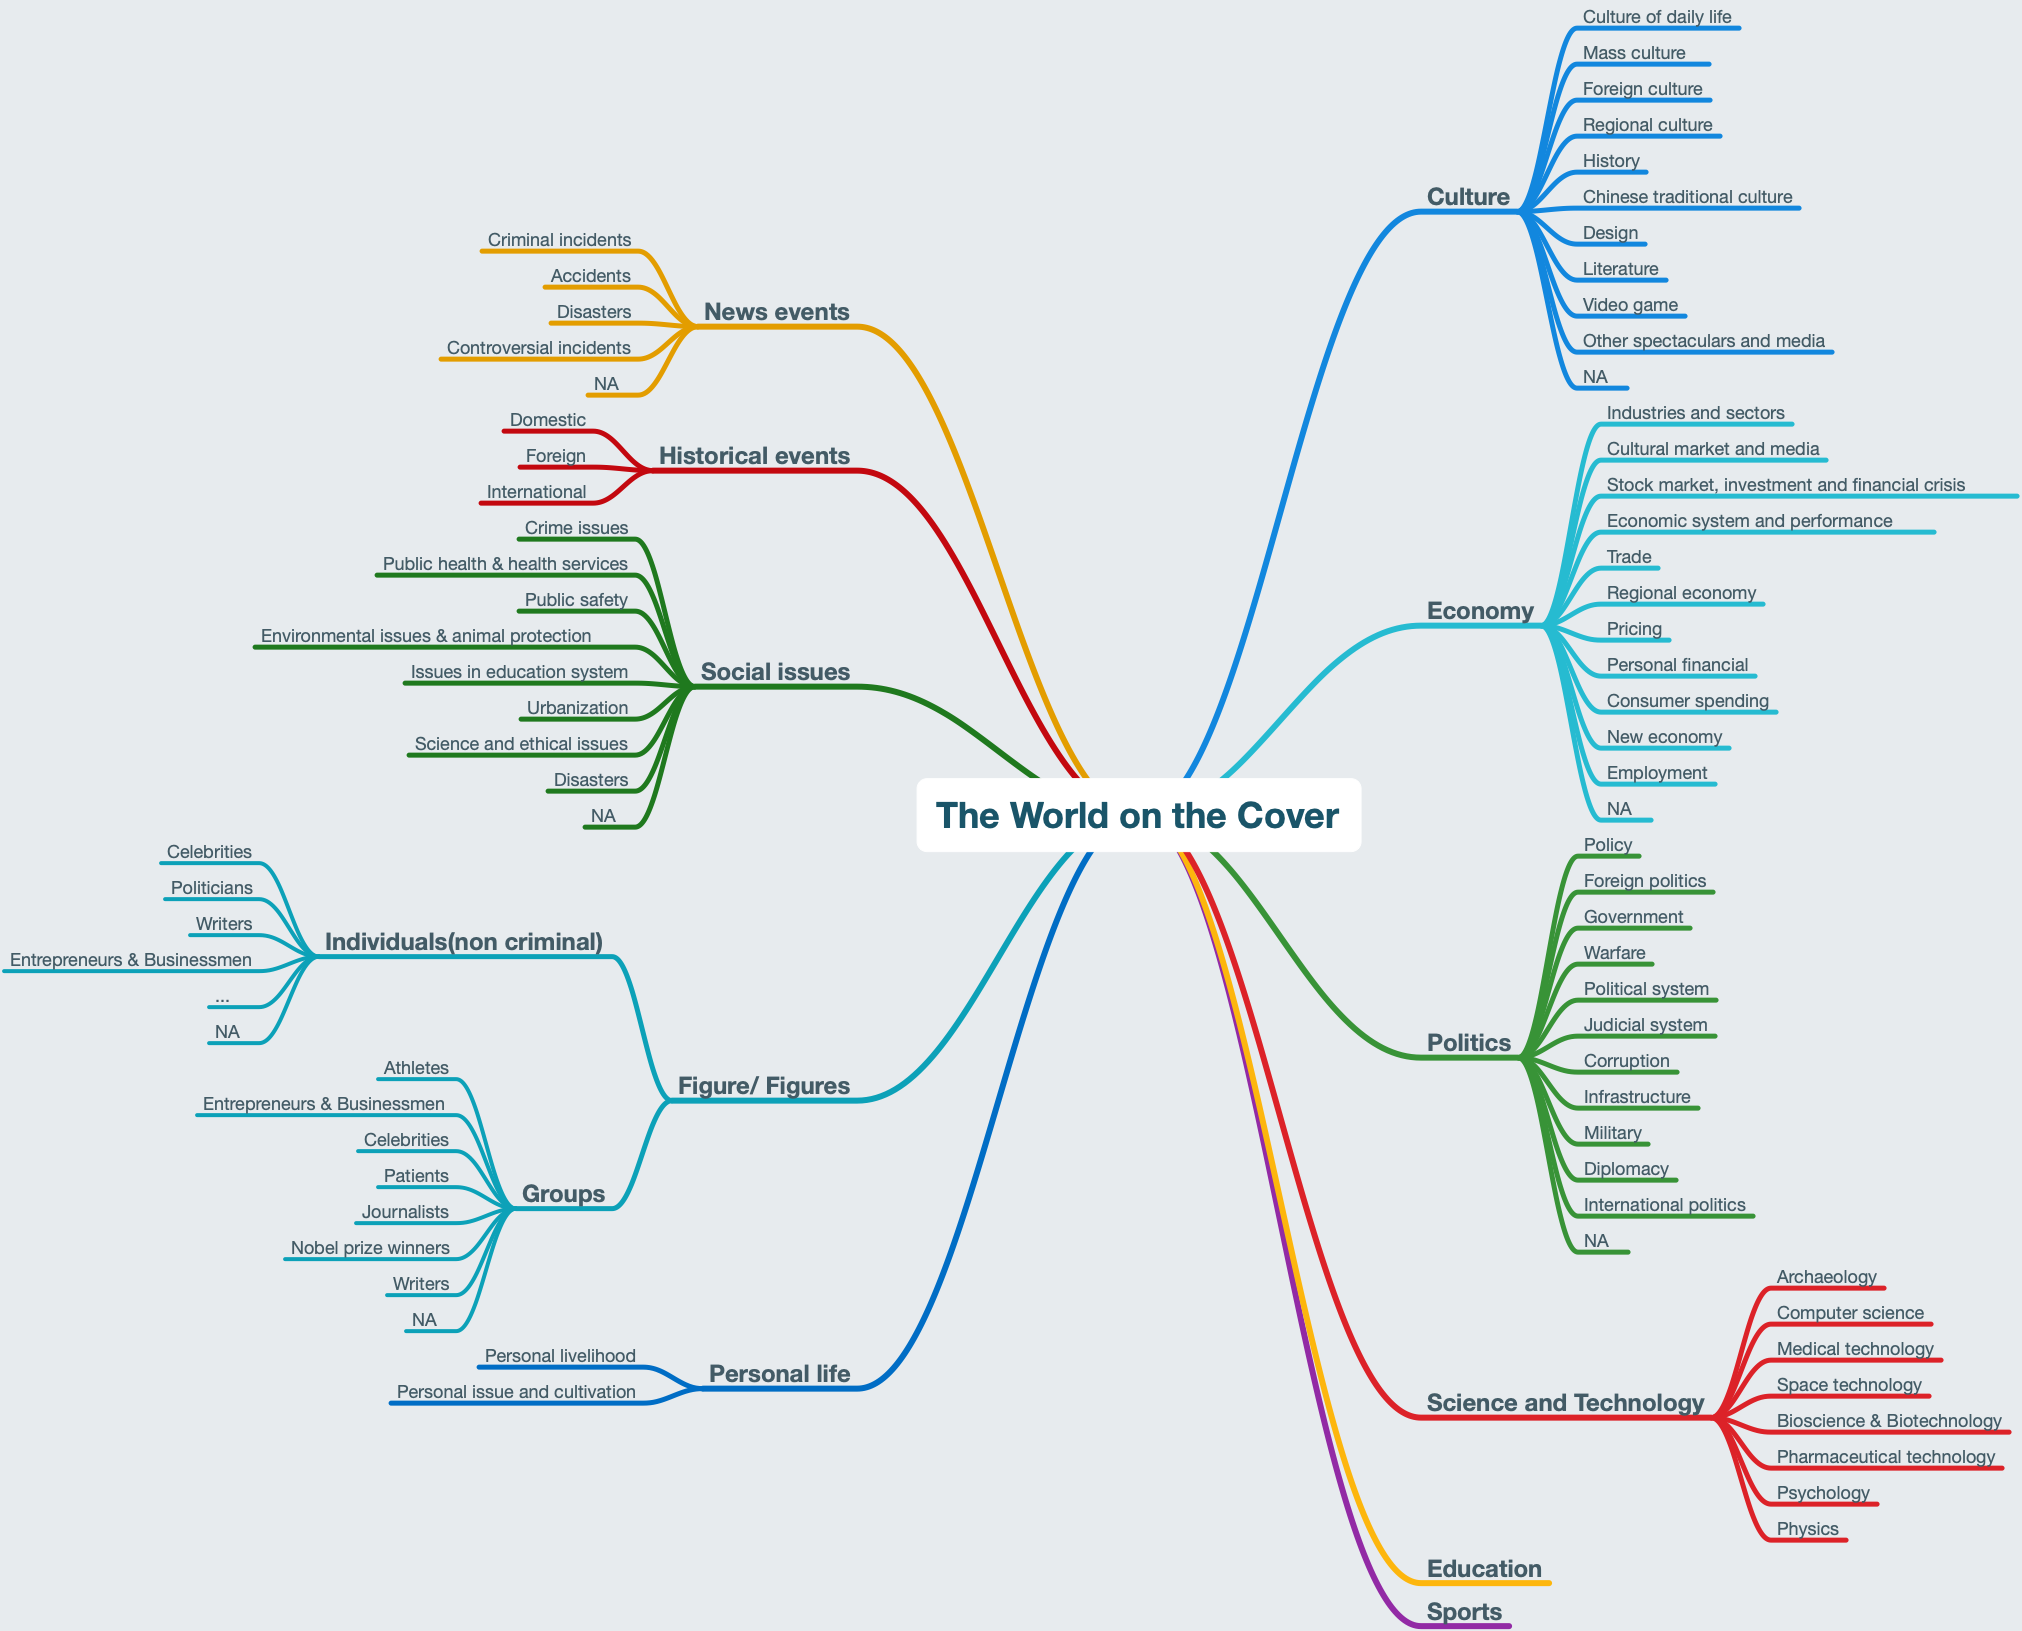 The World on the Cover
Culture
Culture of daily life
Mass culture
Foreign culture
Regional culture
History
Chinese traditional culture
Design
Literature
Video game
Other spectaculars and media
NA
Economy
Industries and sectors
Cultural market and media
Stock market, investment and financial crisis
Economic system and performance
Trade
Regional economy
Pricing
Personal financial
Consumer spending
New economy
Employment
NA
Politics
Policy
Foreign politics
Government
Warfare
Political system
Judicial system
Corruption
Infrastructure
Military
Diplomacy
International politics
NA
Science and Technology
Archaeology
Computer science
Medical technology
Space technology
Bioscience & Biotechnology
Pharmaceutical technology
Psychology
Physics
Education
Sports
News events
Criminal incidents
Accidents
Disasters
Controversial incidents
NA
Historical events
Domestic
Foreign
International
Social issues
Crime issues
Public health & health services
Public safety
Environmental issues & animal protection
Issues in education system
Urbanization
Science and ethical issues
Disasters
NA
Figure/ Figures
Individuals(non criminal)
Celebrities
Politicians
Writers
Entrepreneurs & Businessmen
...
NA
Groups
Athletes
Entrepreneurs & Businessmen
Celebrities
Patients
Journalists
Nobel prize winners
Writers
NA
Personal life
Personal livelihood
Personal issue and cultivation